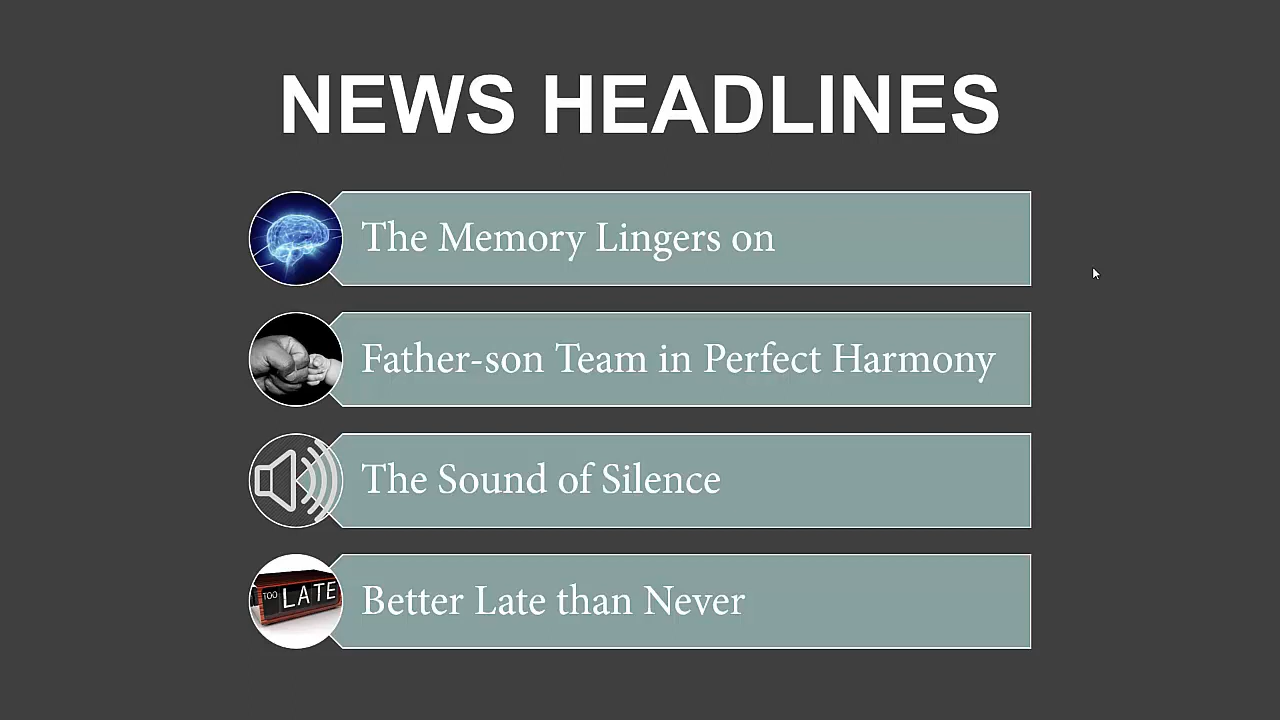 NEWS HEADLINES
The Memory Lingers on
Father-son Team in Perfect Harmony
The Sound of Silence
TOO LATE
Better Late than Never